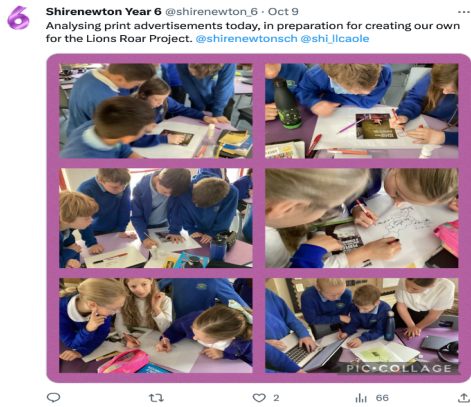 Shirenewton Year 6 @shirenewton_6 · Oct 9
Analysing print advertisements today, in preparation for creating our own
for the Lions Roar Project. @shirenewtonsch @shi_llcaole
PIC•COLLAGE
2
66